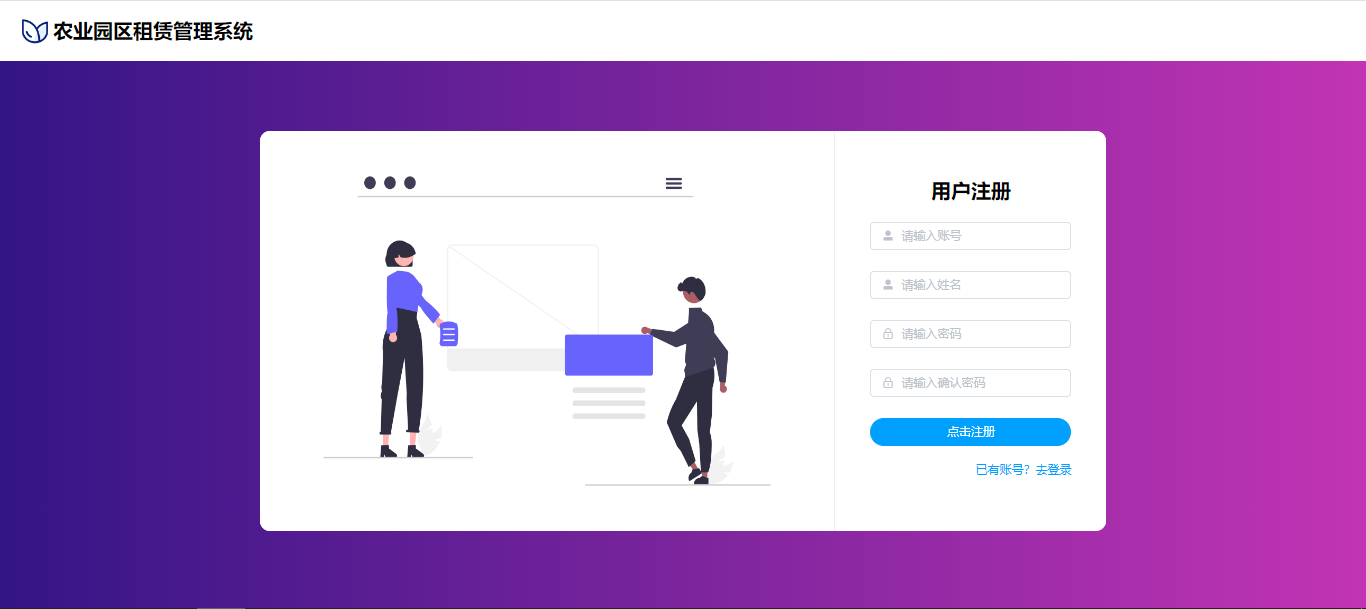 农业园区租赁管理系统
用户注册
请输入账号
请输入姓名
请输入密码
请输入确认密码
点击注册
已有账号？去登录